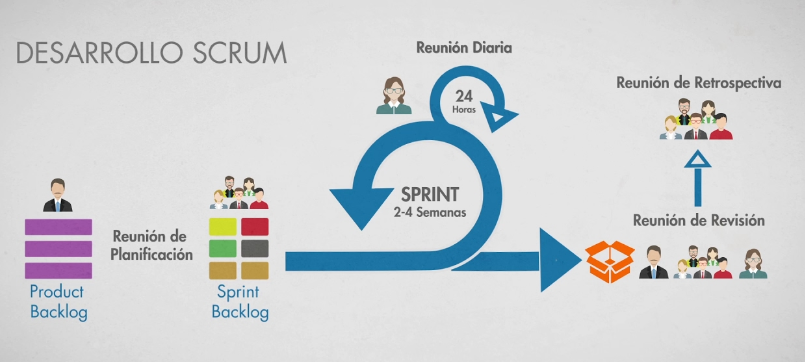 DESARROLLO SCRUM
Reunión Diaria
24
Horas
SPRINT
2-4 Semanas
Reunión de Retrospectiva
Reunión de Revisión
Reunión de
Planificación
Product
Backlog
Sprint
Backlog